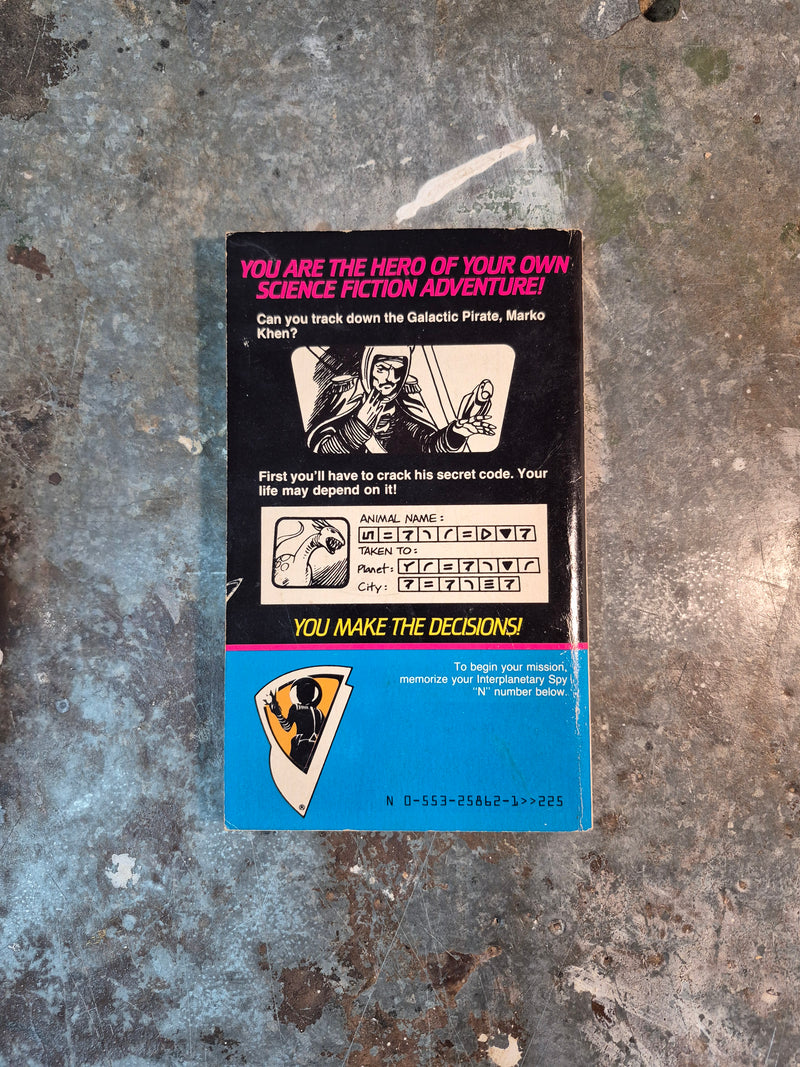 YOU ARE THE HERO OF YOUR OWN
SCIENCE FICTION ADVENTURE!
Can you track down the Galactic Pirate, Marko
Khen?
First you'll have to crack his secret code. Your
life may depend on it!
ANIMAL NAME:
TAKEN TO:
Planet:
City:
YOU MAKE THE DECISIONS!
To begin your mission,
memorize your Interplanetary Spy
"N" number below.
®
N 0-553-25862-1>>225